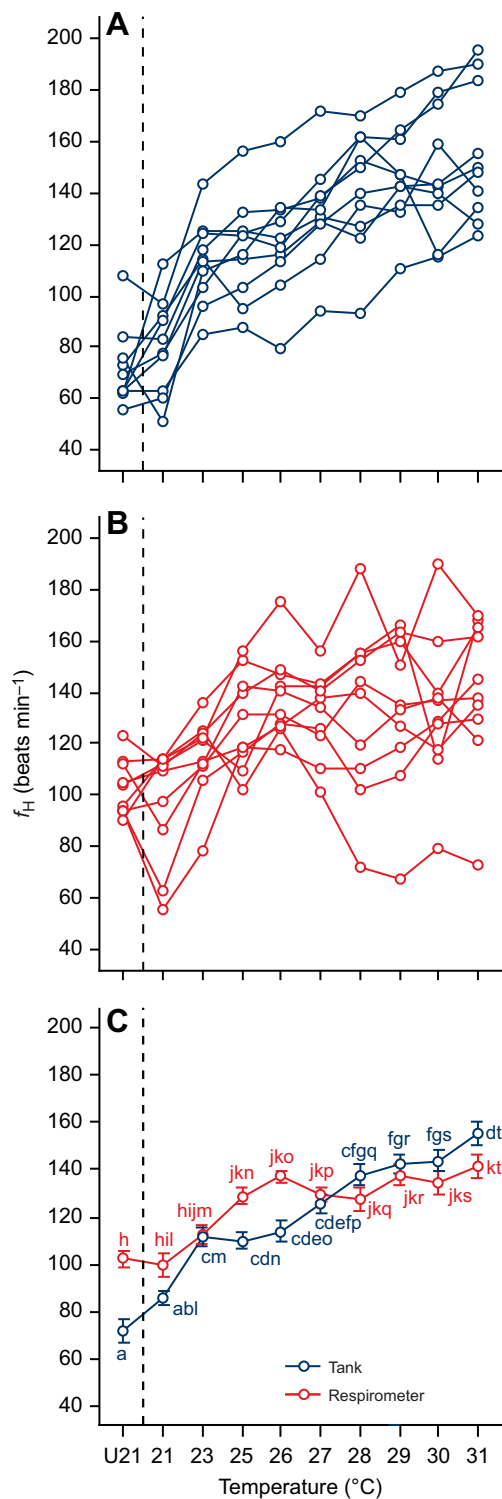 A
200
180
160
140
120
100
80
60
40
B
200
180
160
140
120
100
80
60
40
fH (beats min–1)
C
200
180
160
140
120
100
80
60
40
h
hil
hijm
jkn
jko
jkp
jkq
jkr
jks
kt
a
abl
cm
cdn
cdeo
cdefp
cfgq
fgr
fgs
dt
Tank
Respirometer
U21 21 23 25 26 27 28 29 30 31
Temperature (°C)